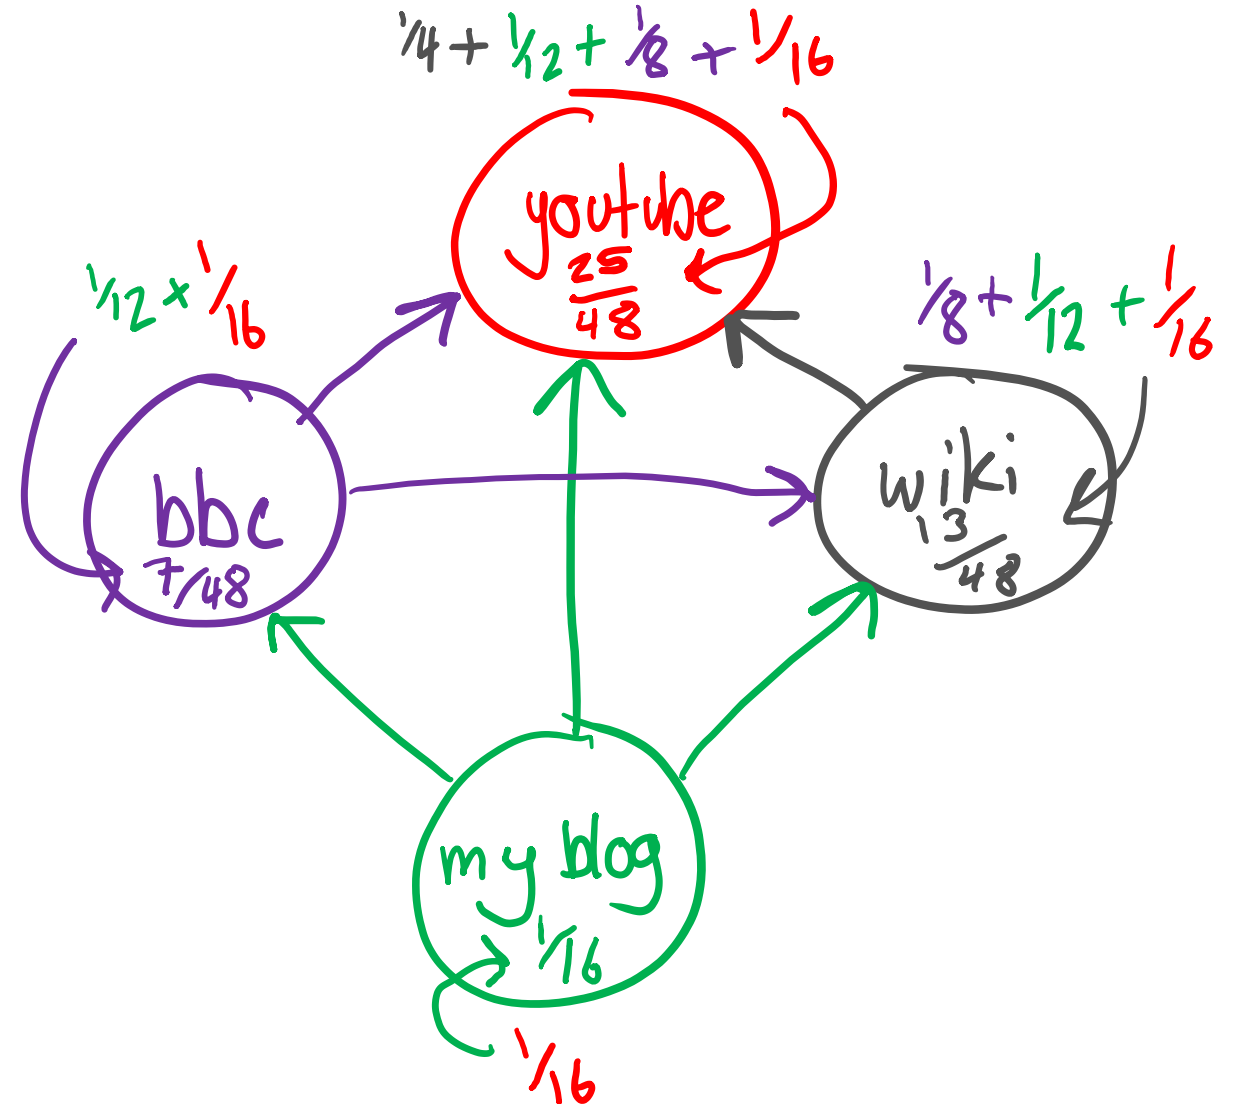 1/4 + 1/12 + 1/8 + 1/16
youtube
25/48
1/12 + 1/16
1/8 + 1/12 + 1/16
bbc
7/48
wiki
13/48
my blog
1/16
1/16